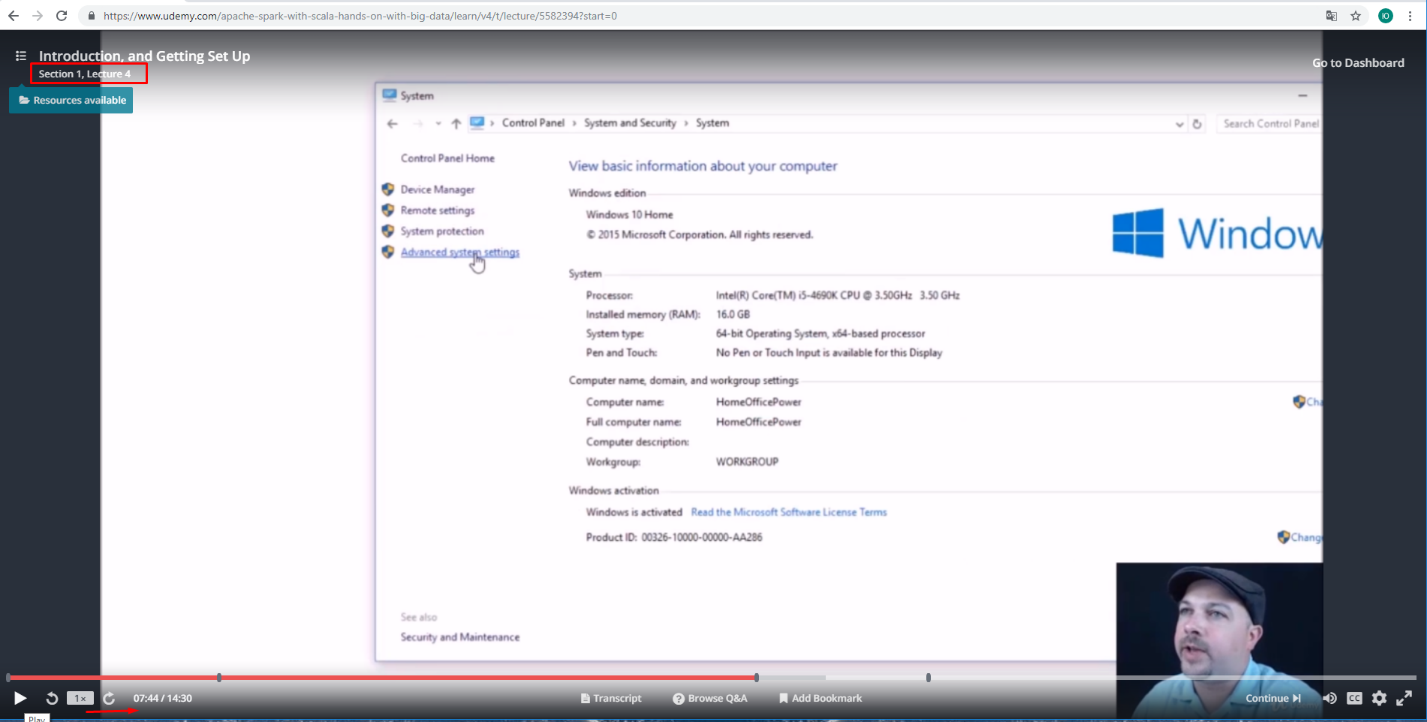 https://www.udemy.com/apache-spark-with-scala-hands-on-with-big-data/learn/v4/t/lecture/5582394?start=0
IO
Introduction, and Getting Set Up
Section 1, Lecture 4
Go to Dashboard
Resources available
System
Control Panel > System and Security > System
Search Control Panel
Control Panel Home
Device Manager
Remote settings
System protection
Advanced system settings
View basic information about your computer
Windows edition
Windows 10 Home
© 2015 Microsoft Corporation. All rights reserved.
Window
System
Processor: Intel(R) Core(TM) i5-4690K CPU @ 3.50GHz 3.50 GHz
Installed memory (RAM): 16.0 GB
System type: 64-bit Operating System, x64-based processor
Pen and Touch: No Pen or Touch Input is available for this Display
Computer name, domain, and workgroup settings
Computer name: HomeOfficePower
Cha
Full computer name: HomeOfficePower
Computer description:
Workgroup: WORKGROUP
Windows activation
Windows is activated Read the Microsoft Software License Terms
Product ID: 00326-10000-00000-AA286
Chang
See also
Security and Maintenance
1×
07:44 / 14:30
Transcript
Browse Q&A
Add Bookmark
Continue
CC
Play